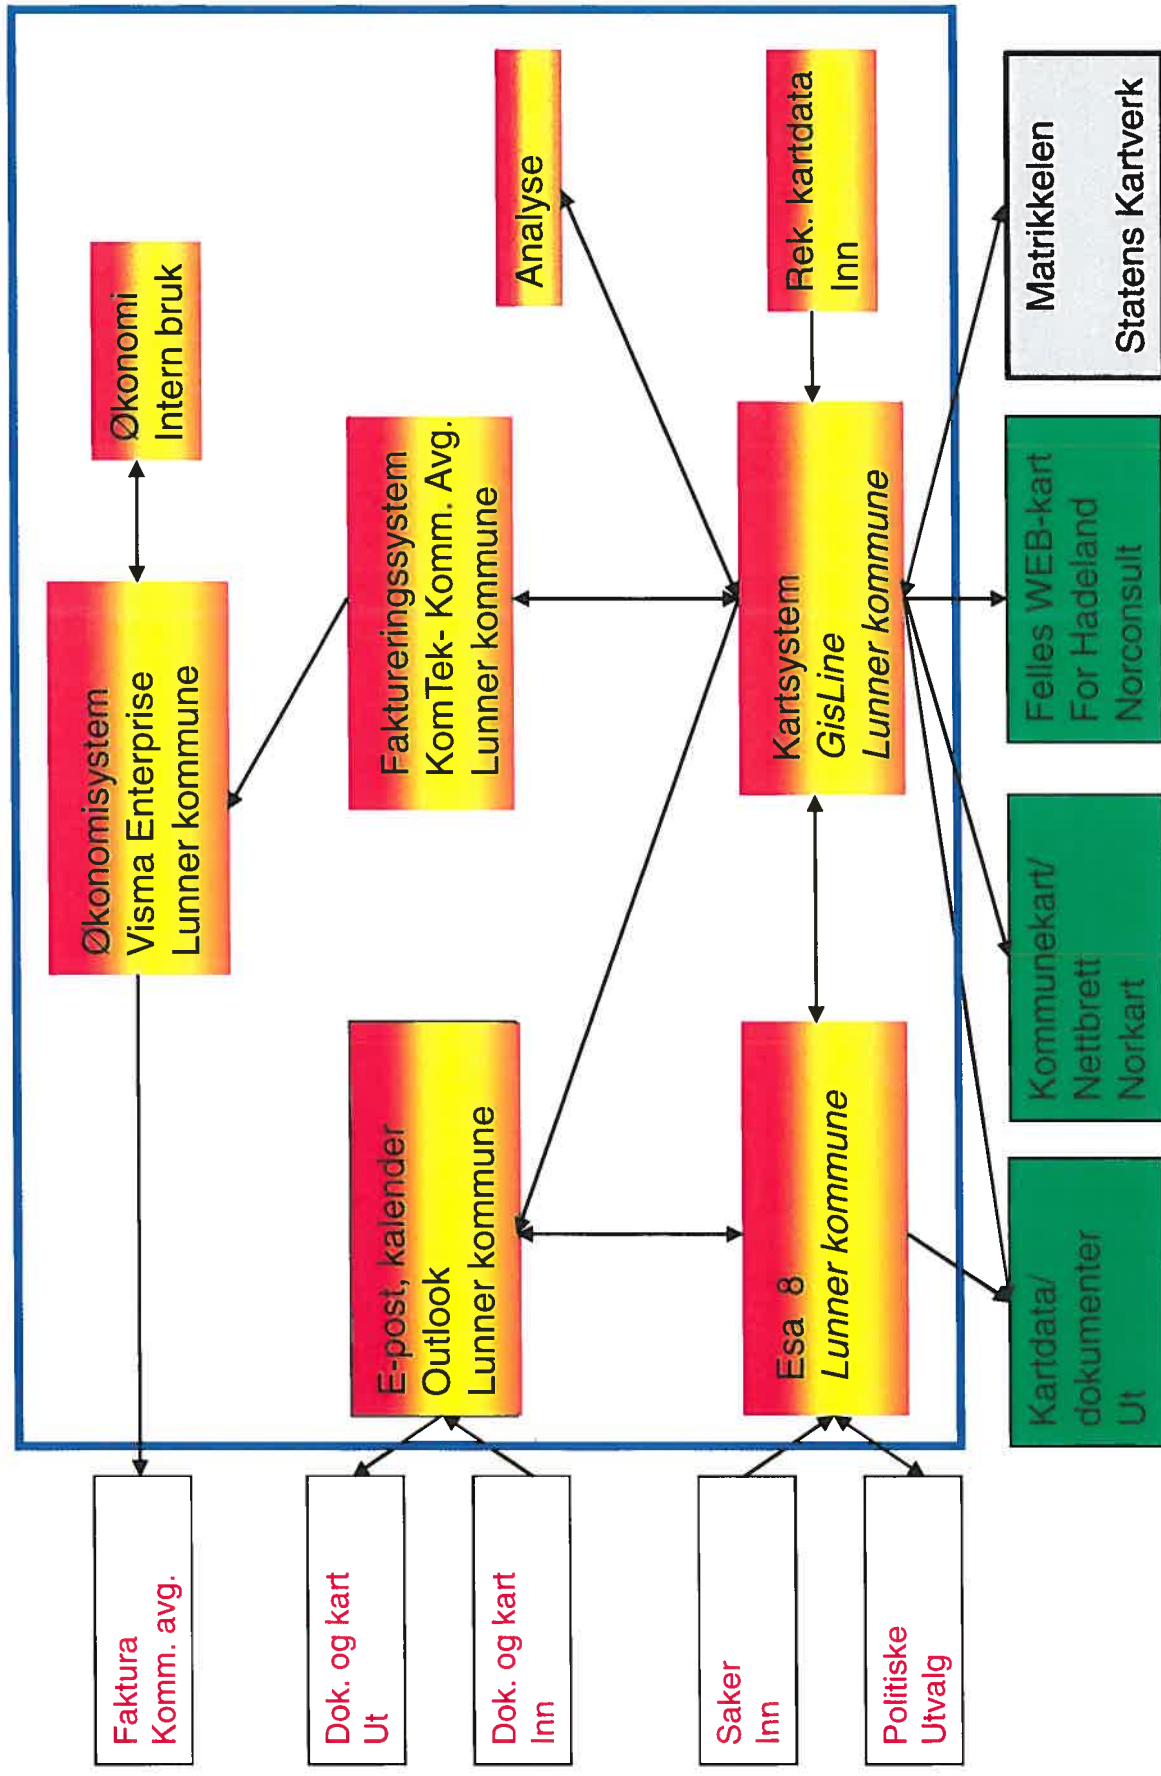 Faktura
Komm. avg.
Økonomisystem
Visma Enterprise
Lunner kommune
Økonomi
Intern bruk
Dok. og kart
Ut
Dok. og kart
Inn
E-post, kalender
Outlook
Lunner kommune
Faktureringssystem
KomTek- Komm. Avg.
Lunner kommune
Analyse
Saker
Inn
Politiske
Utvalg
Esa 8
Lunner kommune
Kartsystem
GisLine
Lunner kommune
Rek. kartdata
Inn
Kartdata/
dokumenter
Ut
Kommunekart/
Nettbrett
Norkart
Felles WEB-kart
For Hadeland
Norconsult
Matrikkelen
Statens Kartverk